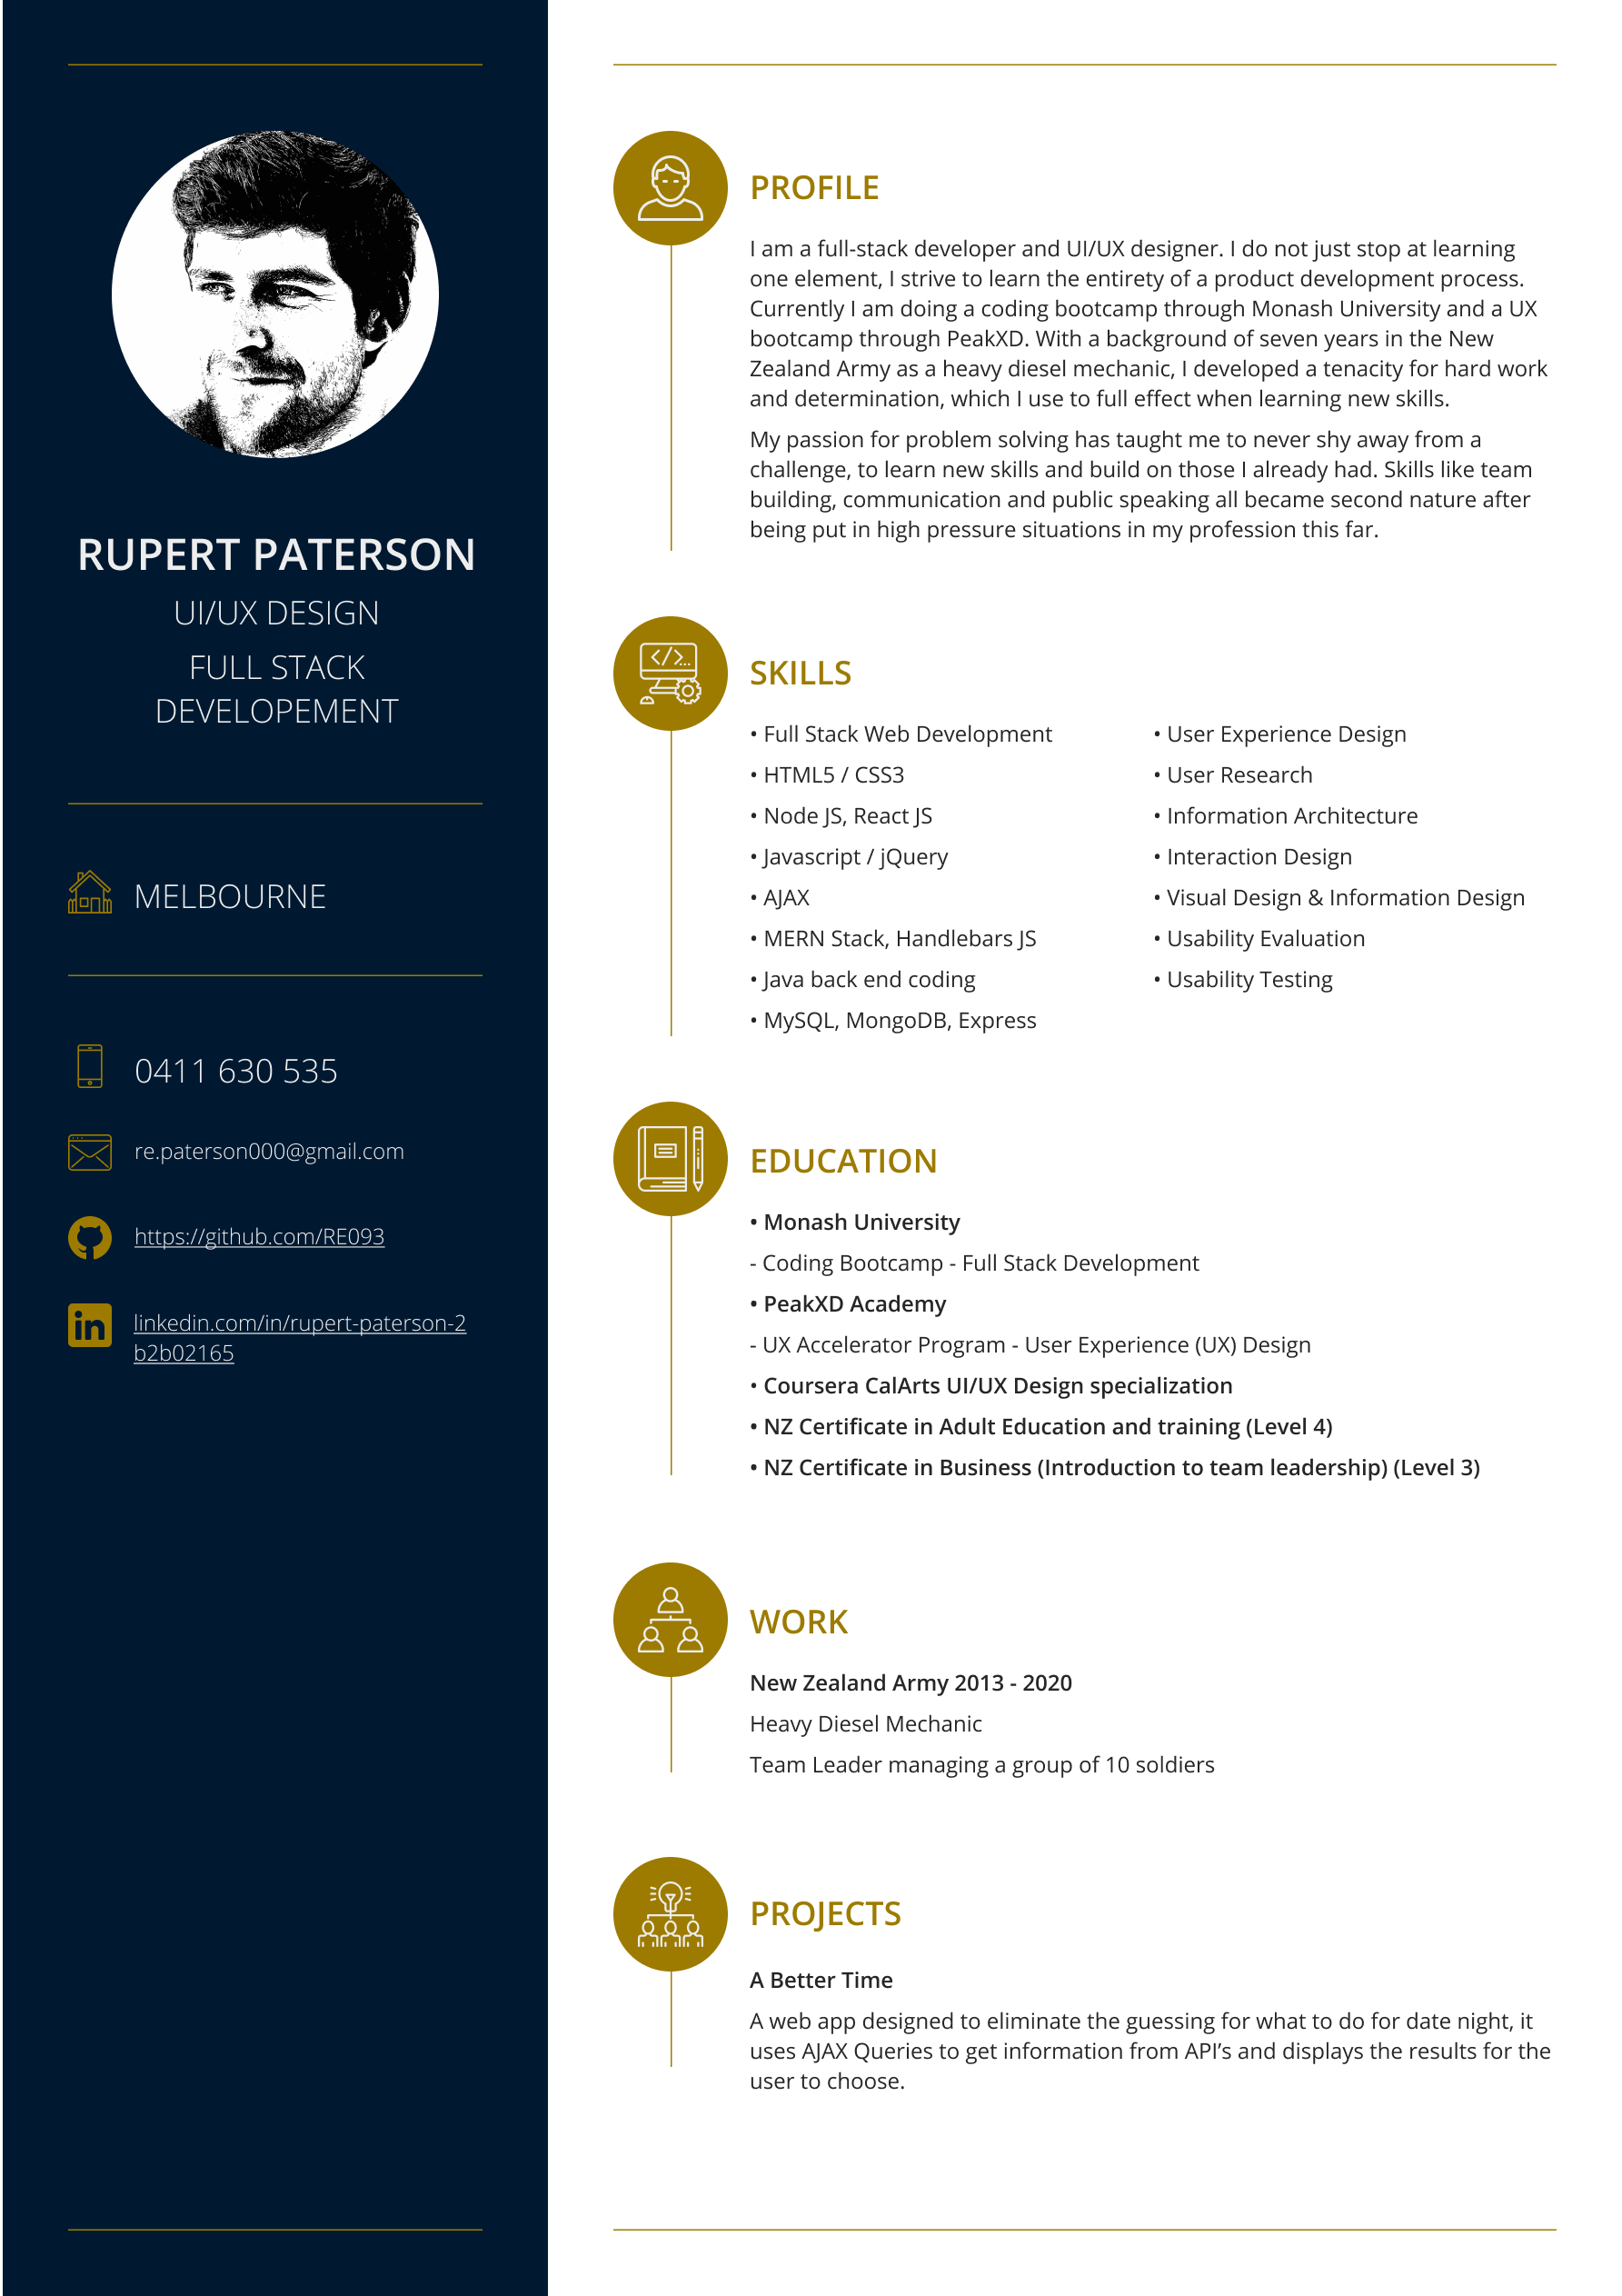 RUPERT PATERSON
UI/UX DESIGN
FULL STACK
DEVELOPEMENT
MELBOURNE
0411 630 535
re.paterson000@gmail.com
https://github.com/RE093
linkedin.com/in/rupert-paterson-2
b2b02165
PROFILE
I am a full-stack developer and UI/UX designer. I do not just stop at learning
one element, I strive to learn the entirety of a product development process.
Currently I am doing a coding bootcamp through Monash University and a UX
bootcamp through PeakXD. With a background of seven years in the New
Zealand Army as a heavy diesel mechanic, I developed a tenacity for hard work
and determination, which I use to full effect when learning new skills.
My passion for problem solving has taught me to never shy away from a
challenge, to learn new skills and build on those I already had. Skills like team
building, communication and public speaking all became second nature after
being put in high pressure situations in my profession this far.
SKILLS
• Full Stack Web Development
• HTML5 / CSS3
• Node JS, React JS
• Javascript / jQuery
• AJAX
• MERN Stack, Handlebars JS
• Java back end coding
• MySQL, MongoDB, Express
• User Experience Design
• User Research
• Information Architecture
• Interaction Design
• Visual Design & Information Design
• Usability Evaluation
• Usability Testing
EDUCATION
• Monash University
- Coding Bootcamp - Full Stack Development
• PeakXD Academy
- UX Accelerator Program - User Experience (UX) Design
• Coursera CalArts UI/UX Design specialization
• NZ Certificate in Adult Education and training (Level 4)
• NZ Certificate in Business (Introduction to team leadership) (Level 3)
WORK
New Zealand Army 2013 - 2020
Heavy Diesel Mechanic
Team Leader managing a group of 10 soldiers
PROJECTS
A Better Time
A web app designed to eliminate the guessing for what to do for date night, it
uses AJAX Queries to get information from API’s and displays the results for the
user to choose.